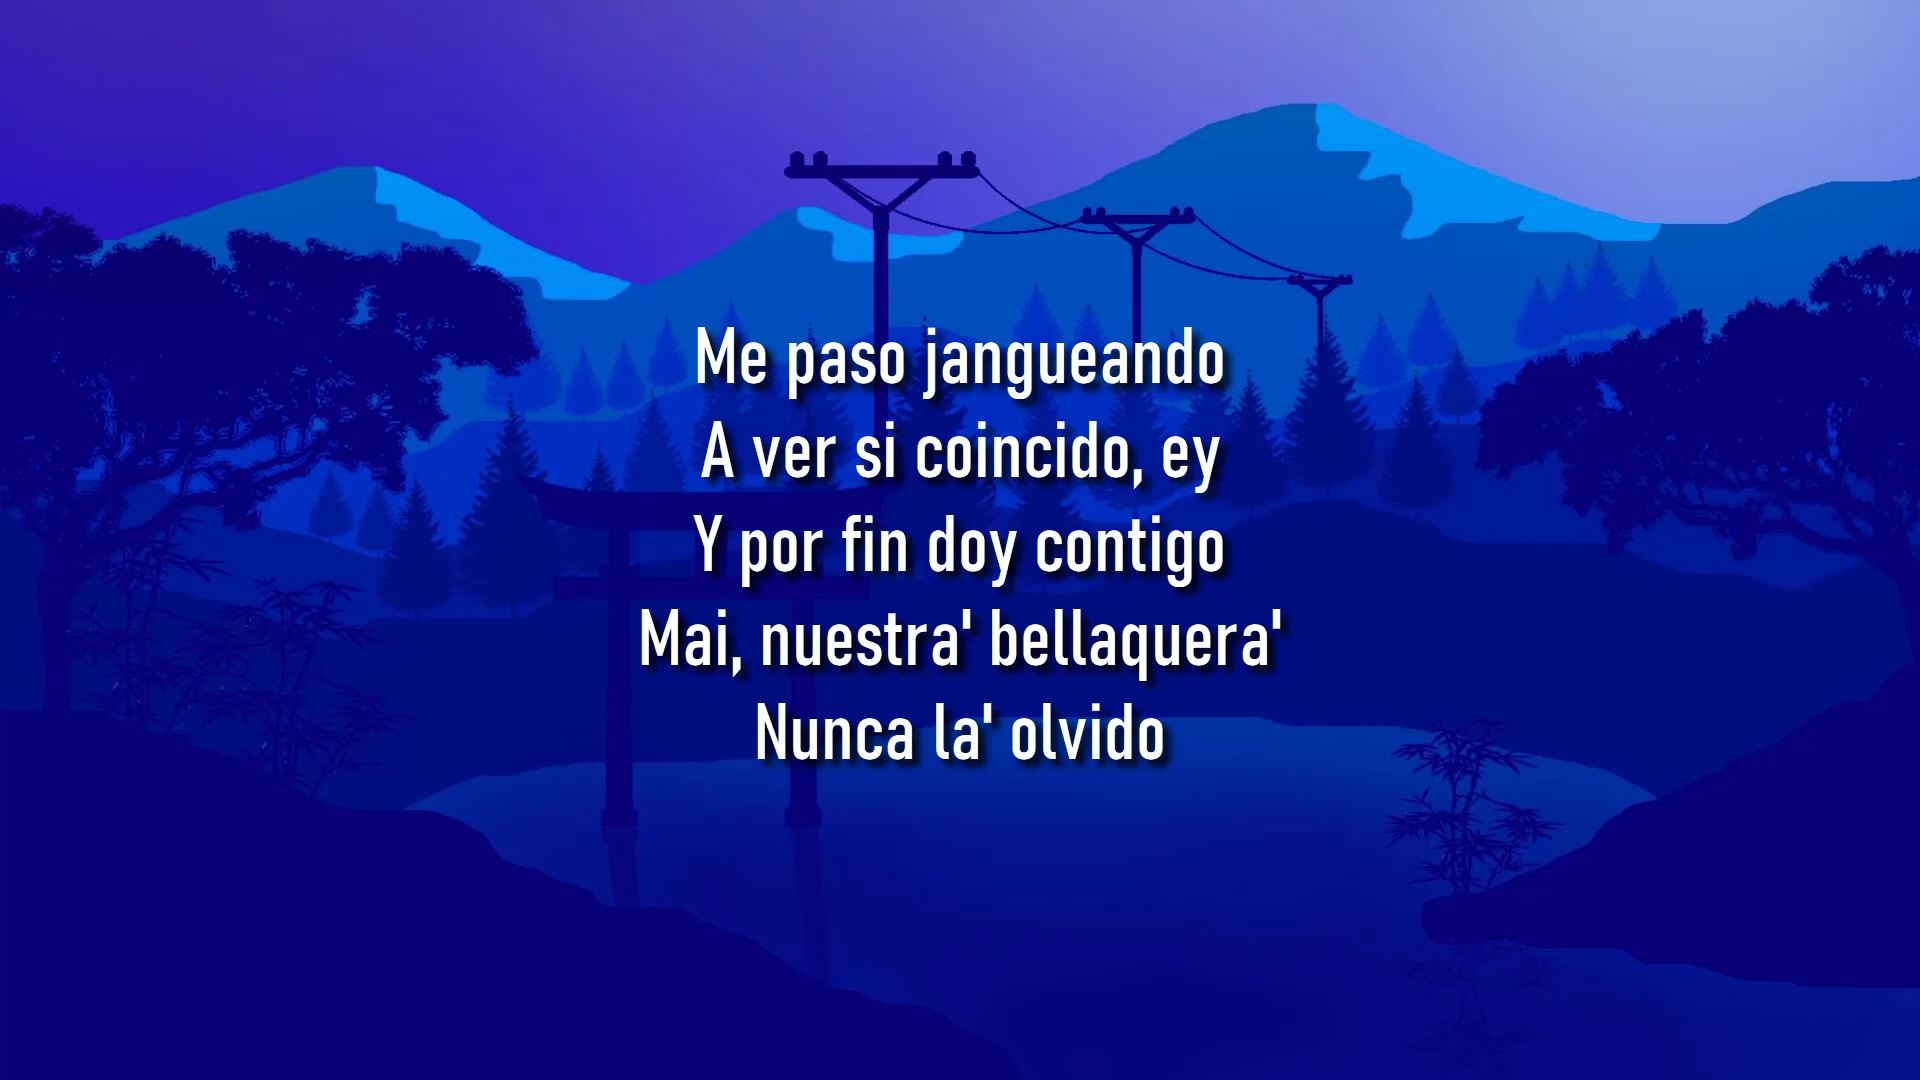 Me paso jangueando
A ver si coincido, ey
Y por fin doy contigo
Mai, nuestra' bellaquera'
Nunca la' olvido